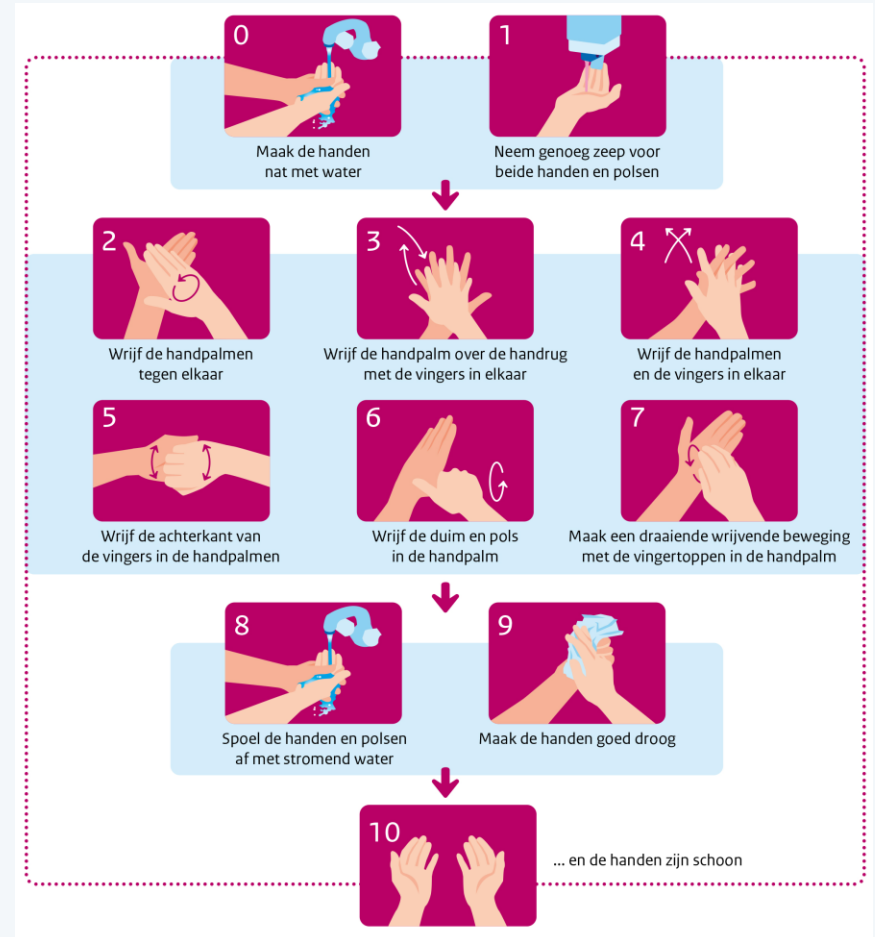 0
Maak de handen
nat met water
1
Neem genoeg zeep voor
beide handen en polsen
2
Wrijf de handpalmen
tegen elkaar
3
Wrijf de handpalm over de handrug
met de vingers in elkaar
4
Wrijf de handpalmen
en de vingers in elkaar
5
Wrijf de achterkant van
de vingers in de handpalmen
6
Wrijf de duim en pols
in de handpalm
7
Maak een draaiende wrijvende beweging
met de vingertoppen in de handpalm
8
Spoel de handen en polsen
af met stromend water
9
Maak de handen goed droog
10
... en de handen zijn schoon